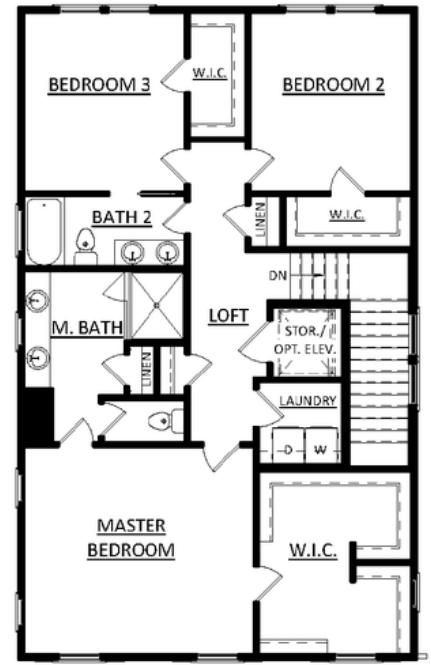 W.I.C.
BEDROOM 3
BEDROOM 2
BATH 2
LINEN
W.I.C.
DN
M. BATH
LOFT
STOR./
OPT. ELEV.
LINEN
LAUNDRY
D W
MASTER
BEDROOM
W.I.C.